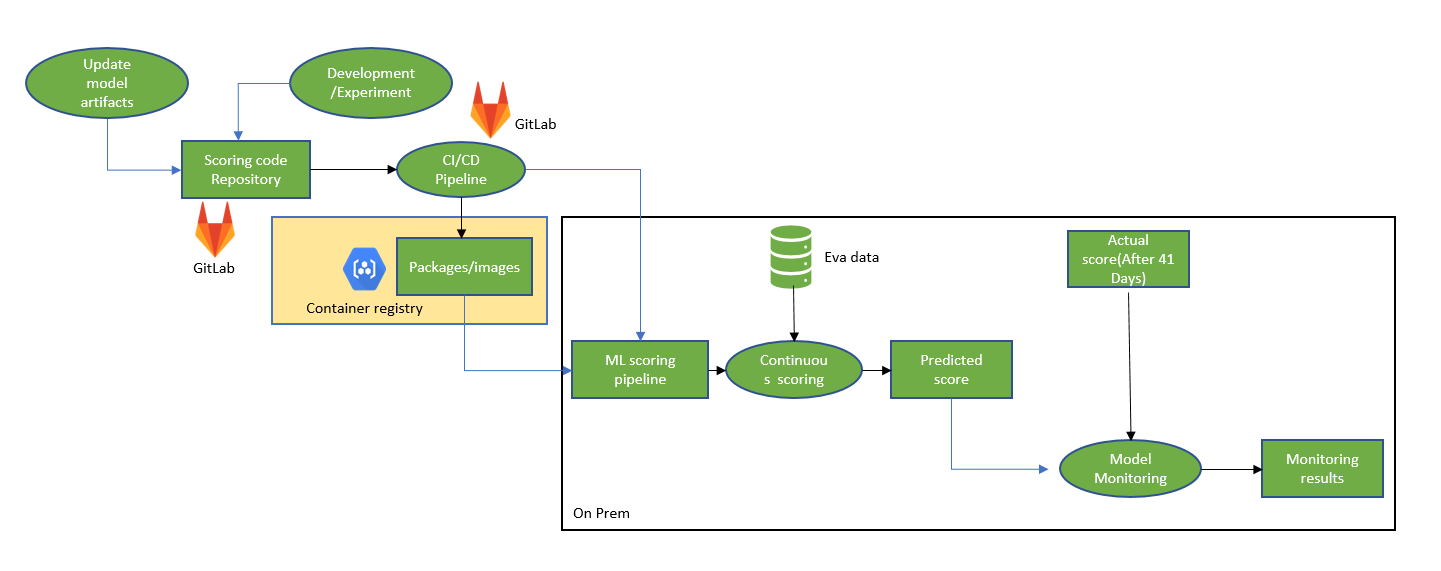 Update
model
artifacts
Development
/Experiment
GitLab
Scoring code
Repository
CI/CD
Pipeline
GitLab
Packages/images
Container registry
Eva data
Actual
score(After 41
Days)
ML scoring
pipeline
Continuou
s scoring
Predicted
score
Model
Monitoring
Monitoring
results
On Prem